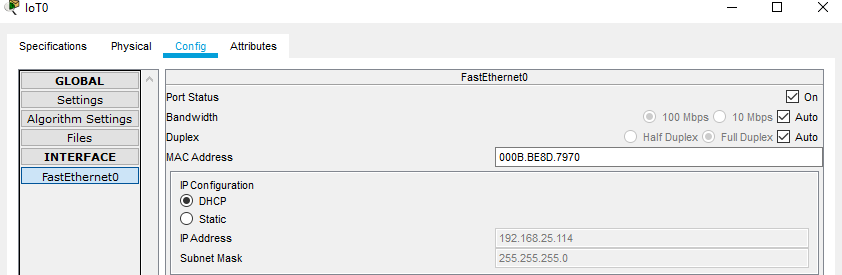 IoT0
Specifications Physical Config Attributes
GLOBAL
Settings
Algorithm Settings
Files
INTERFACE
FastEthernet0
FastEthernet0
Port Status On
Bandwidth 100 Mbps 10 Mbps Auto
Duplex Half Duplex Full Duplex Auto
MAC Address 000B.BE8D.7970
IP Configuration
DHCP
Static
IP Address 192.168.25.114
Subnet Mask 255.255.255.0